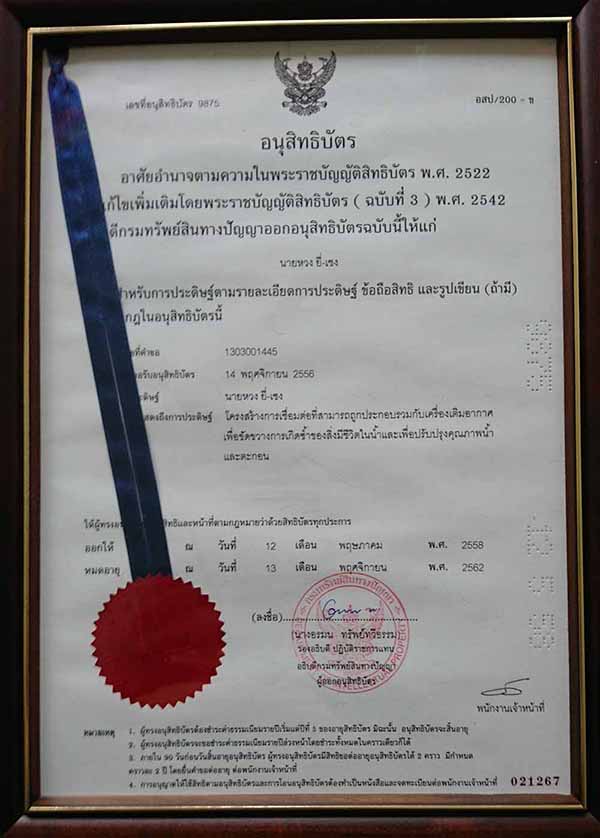 เลขที่อนุสิทธิบัตร 9875
อสป/200 - ข
อนุสิทธิบัตร
อาศัยอำนาจตามความในพระราชบัญญัติสิทธิบัตร พ.ศ. 2522
แก้ไขเพิ่มเติมโดยพระราชบัญญัติสิทธิบัตร ( ฉบับที่ 3 ) พ.ศ. 2542
ดีกรมทรัพย์สินทางปัญญาออกอนุสิทธิบัตรฉบับนี้ให้แก่
นายหวง ยี่-เชง
สำหรับการประดิษฐ์ตามรายละเอียดการประดิษฐ์ ข้อถือสิทธิ และรูปเขียน (ถ้ามี)
กฏในอนุสิทธิบัตรนี้
ที่คำขอ 1303001445
ขอรับอนุสิทธิบัตร 14 พฤศจิกายน 2556
ประดิษฐ์ นายหวง ยี่-เชง
แสดงถึงการประดิษฐ์ โครงสร้างการเชื่อมต่อที่สามารถถูกประกอบรวมกับเครื่องเติมอากาศ
เพื่อขัดขวางการเกิดซ้ำของสิ่งมีชีวิตในน้ำและเพื่อปรับปรุงคุณภาพน้ำ
และตะกอน
ให้ผู้ทรงอนุ สิทธิและหน้าที่ตามกฎหมายว่าด้วยสิทธิบัตรทุกประการ
ออกให้ ณ วันที่ 12 เดือน พฤษภาคม พ.ศ. 2558
หมดอายุ ณ วันที่ 13 เดือน พฤศจิกายน พ.ศ. 2562
กรมทรัพย์สินทางปัญญา
(ลงชื่อ)
(นางอรมน ทรัพย์ทวีธรรม)
รองอธิบดี ปฏิบัติราชการแทน
อธิบดีกรมทรัพย์สินทางปัญญา
ผู้ออกอนุสิทธิบัตร
พนักงานเจ้าหน้าที่
หมายเหตุ 1. ผู้ทรงอนุสิทธิบัตรต้องชำระค่าธรรมเนียมรายปีเริ่มแต่ปีที่ 5 ของอายุสิทธิบัตร มิฉะนั้น อนุสิทธิบัตรจะสิ้นอายุ
2. ผู้ทรงอนุสิทธิบัตรจะขอชำระค่าธรรมเนียมรายปีล่วงหน้าโดยชำระทั้งหมดในคราวเดียวก็ได้
3. ภายใน 90 วันก่อนวันสิ้นอายุอนุสิทธิบัตร ผู้ทรงอนุสิทธิบัตรมีสิทธิขอต่ออายุอนุสิทธิบัตรได้ 2 คราว มีกำหนด
คราวละ 2 ปี โดยยื่นคำขอต่ออายุ ต่อพนักงานเจ้าหน้าที่
4. การอนุญาตให้ใช้สิทธิตามอนุสิทธิบัตรและการโอนอนุสิทธิบัตรต้องทำเป็นหนังสือและจดทะเบียนต่อพนักงานเจ้าหน้าที่
021267